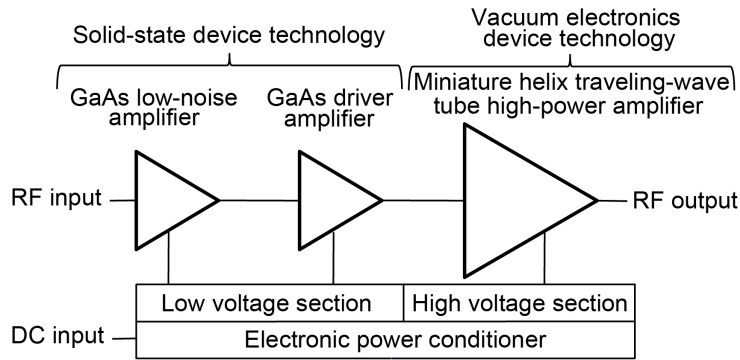 Solid-state device technology
Vacuum electronics
device technology
GaAs low-noise
amplifier
GaAs driver
amplifier
Miniature helix traveling-wave
tube high-power amplifier
RF input
RF output
Low voltage section
High voltage section
DC input
Electronic power conditioner